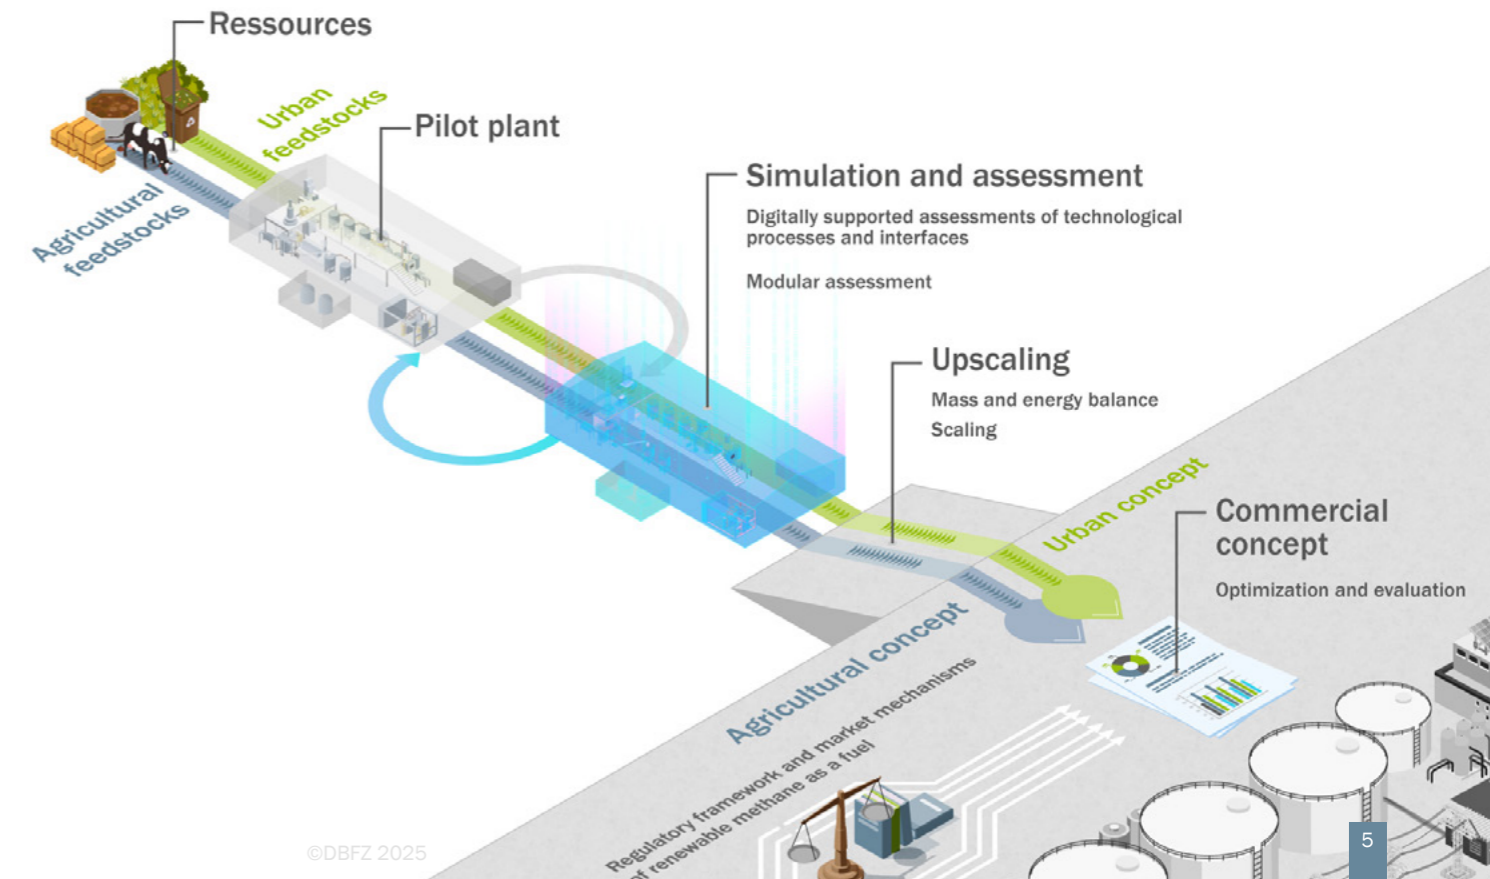 Ressources
Urban
feedstocks
Pilot plant
Agricultural
feedstocks
Simulation and assessment
Digitally supported assessments of technological
processes and interfaces
Modular assessment
Upscaling
Mass and energy balance
Scaling
Urban concept
Commercial
concept
Optimization and evaluation
Agricultural concept
Regulatory framework and market mechanisms
of renewable methane as a fuel
©DBFZ 2025
5